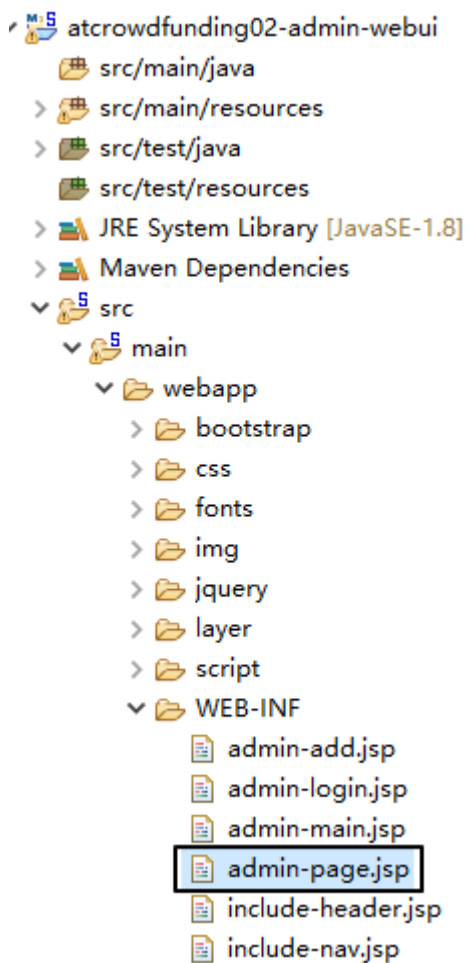 atcrowdfunding02-admin-webui
src/main/java
src/main/resources
src/test/java
src/test/resources
JRE System Library [JavaSE-1.8]
Maven Dependencies
src
main
webapp
bootstrap
css
fonts
img
jquery
layer
script
WEB-INF
admin-add.jsp
admin-login.jsp
admin-main.jsp
admin-page.jsp
include-header.jsp
include-nav.jsp